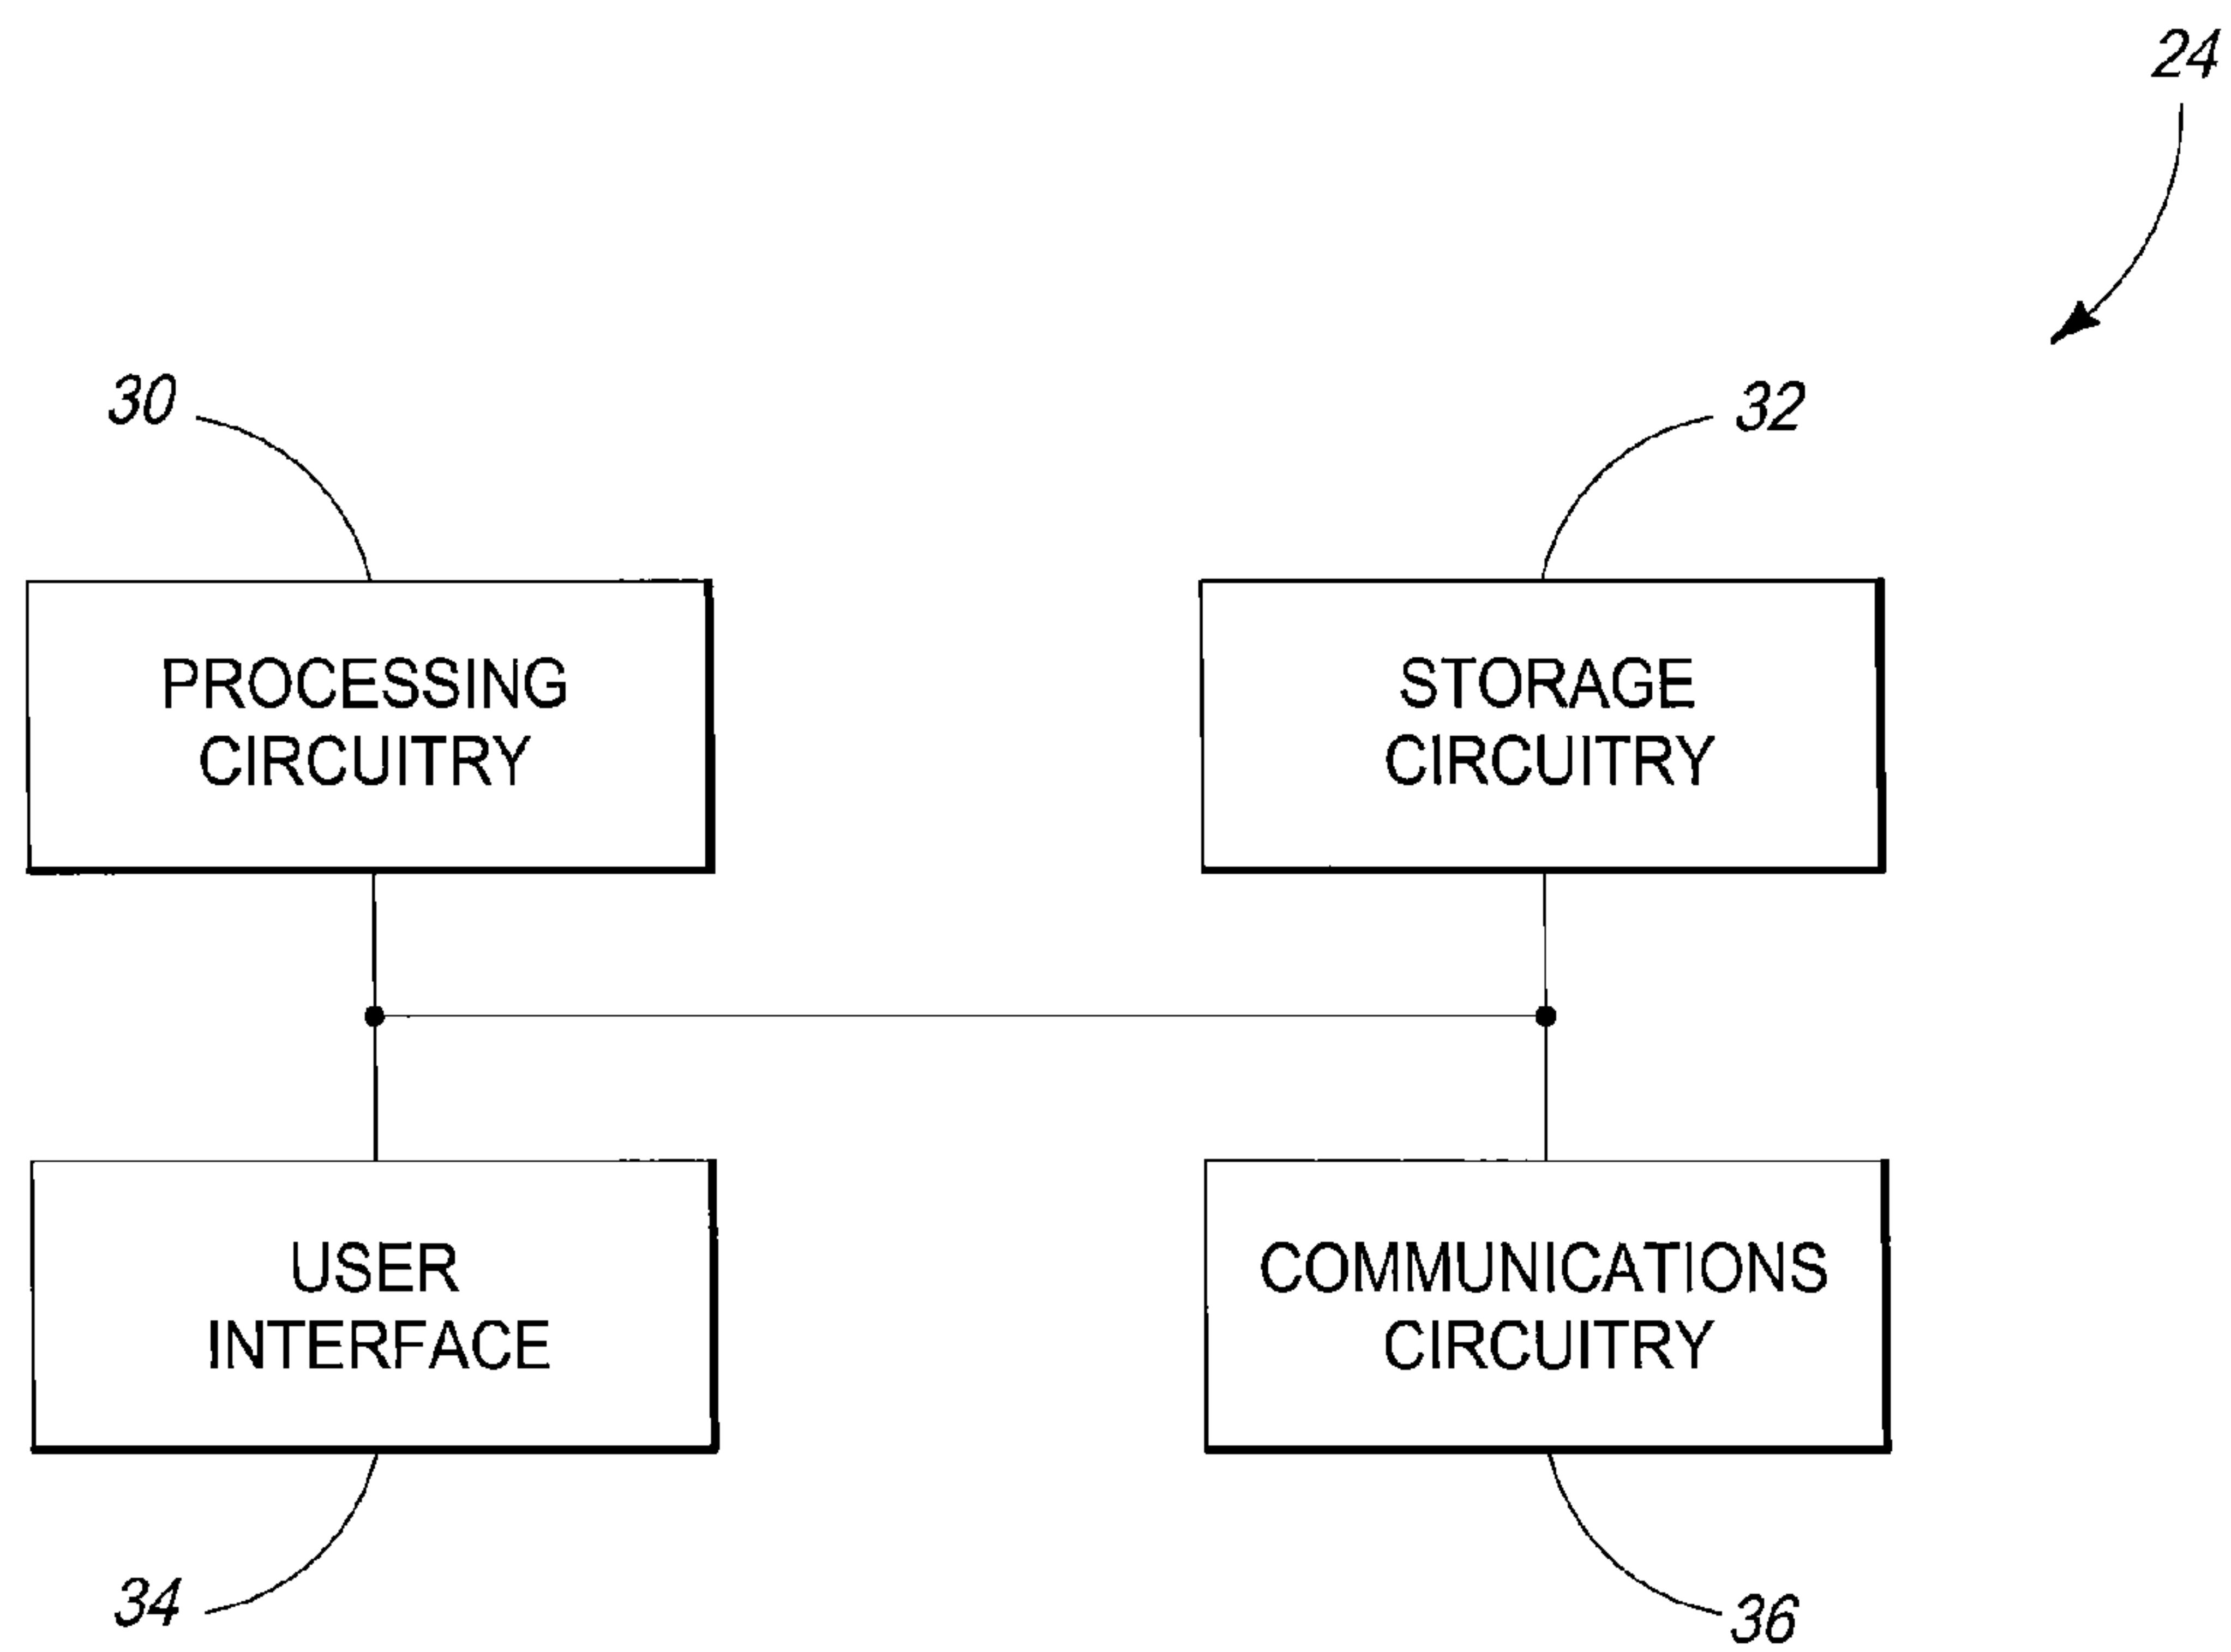 24
30
32
PROCESSING
CIRCUITRY
STORAGE
CIRCUITRY
USER
INTERFACE
COMMUNICATIONS
CIRCUITRY
34
36